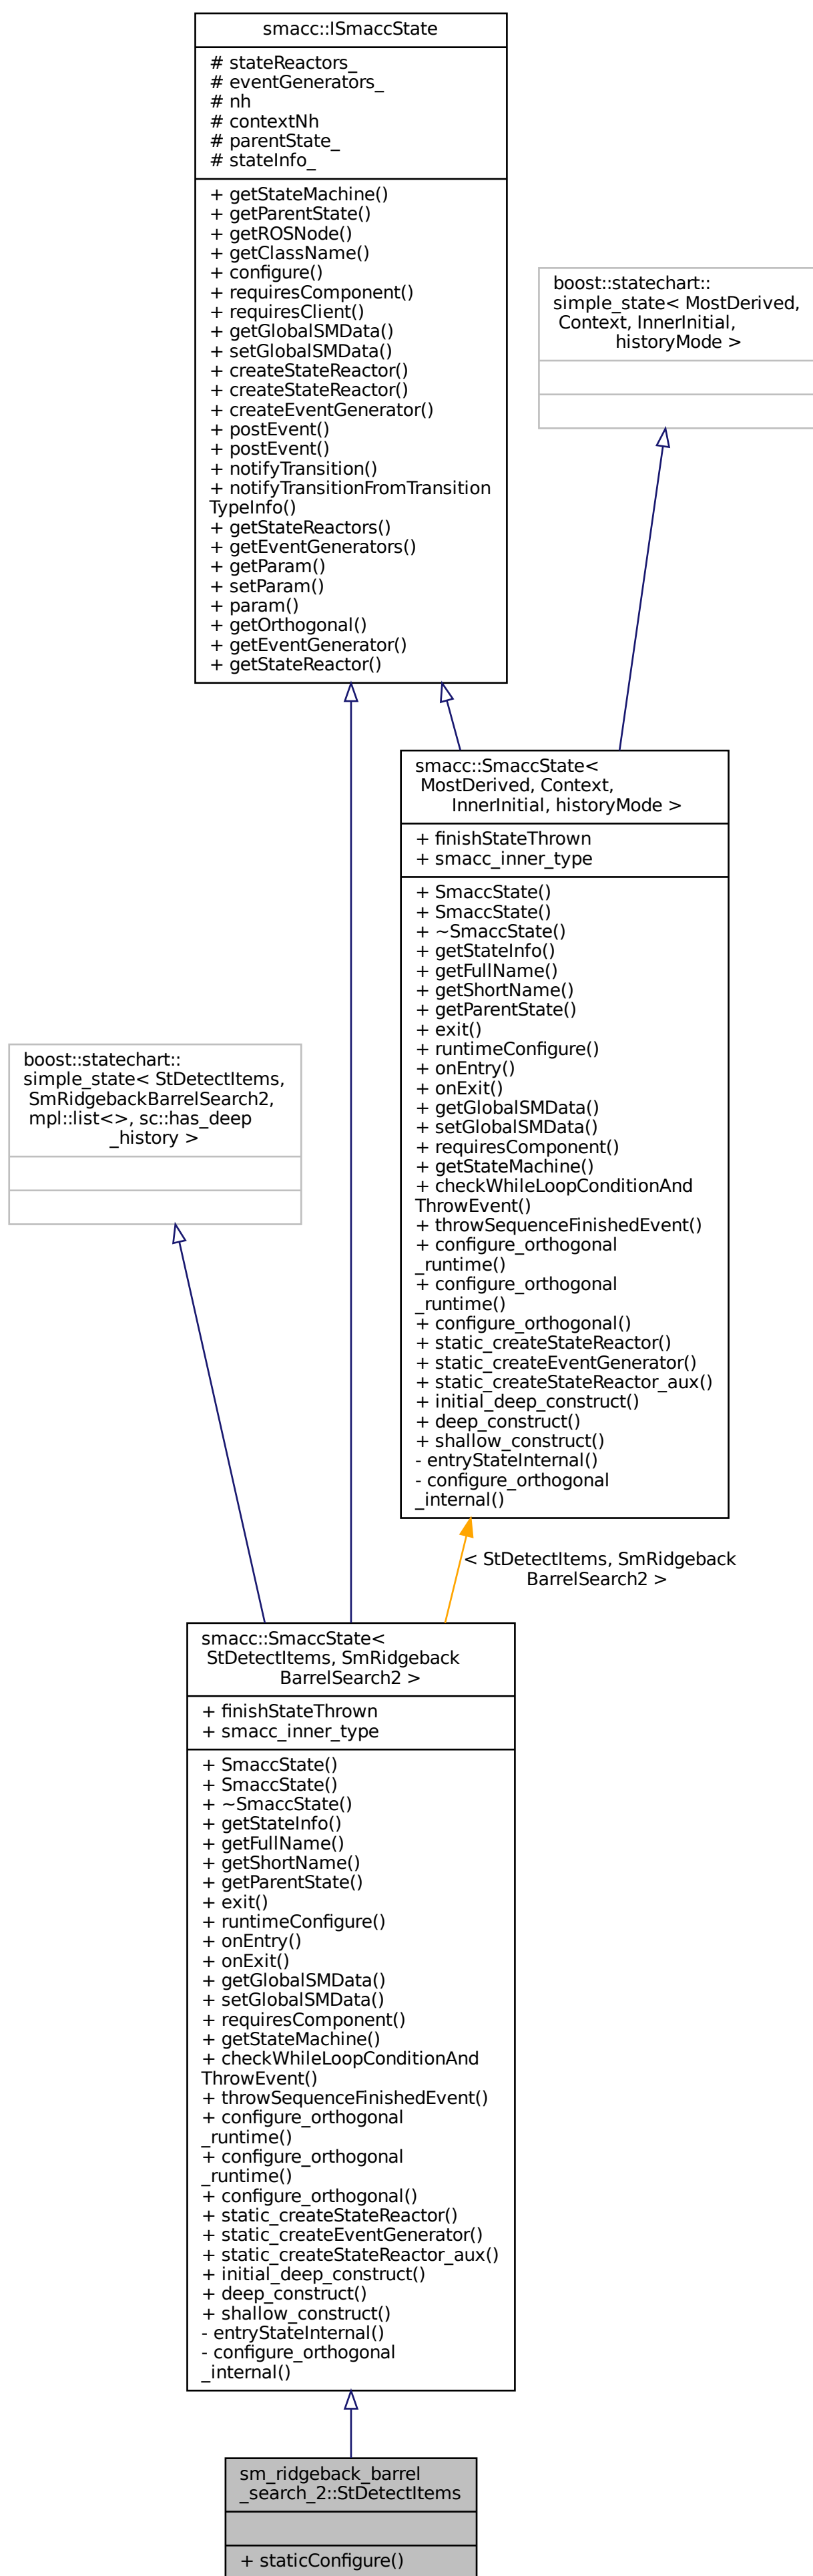 smacc::ISmaccState
# stateReactors_
# eventGenerators_
# nh
# contextNh
# parentState_
# stateInfo_
+ getStateMachine()
+ getParentState()
+ getROSNode()
+ getClassName()
+ configure()
+ requiresComponent()
+ requiresClient()
+ getGlobalSMData()
+ setGlobalSMData()
+ createStateReactor()
+ createStateReactor()
+ createEventGenerator()
+ postEvent()
+ postEvent()
+ notifyTransition()
+ notifyTransitionFromTransition
TypeInfo()
+ getStateReactors()
+ getEventGenerators()
+ getParam()
+ setParam()
+ param()
+ getOrthogonal()
+ getEventGenerator()
+ getStateReactor()
boost::statechart::
simple_state< MostDerived,
Context, InnerInitial,
historyMode >
smacc::SmaccState<
MostDerived, Context,
InnerInitial, historyMode >
+ finishStateThrown
+ smacc_inner_type
+ SmaccState()
+ SmaccState()
+ ~SmaccState()
+ getStateInfo()
+ getFullName()
+ getShortName()
+ getParentState()
+ exit()
+ runtimeConfigure()
+ onEntry()
+ onExit()
+ getGlobalSMData()
+ setGlobalSMData()
+ requiresComponent()
+ getStateMachine()
+ checkWhileLoopConditionAnd
ThrowEvent()
+ throwSequenceFinishedEvent()
+ configure_orthogonal
_runtime()
+ configure_orthogonal
_runtime()
+ configure_orthogonal()
+ static_createStateReactor()
+ static_createEventGenerator()
+ static_createStateReactor_aux()
+ initial_deep_construct()
+ deep_construct()
+ shallow_construct()
- entryStateInternal()
- configure_orthogonal
_internal()
boost::statechart::
simple_state< StDetectItems,
SmRidgebackBarrelSearch2,
mpl::list<>, sc::has_deep
_history >
< StDetectItems, SmRidgeback
BarrelSearch2 >
smacc::SmaccState<
StDetectItems, SmRidgeback
BarrelSearch2 >
+ finishStateThrown
+ smacc_inner_type
+ SmaccState()
+ SmaccState()
+ ~SmaccState()
+ getStateInfo()
+ getFullName()
+ getShortName()
+ getParentState()
+ exit()
+ runtimeConfigure()
+ onEntry()
+ onExit()
+ getGlobalSMData()
+ setGlobalSMData()
+ requiresComponent()
+ getStateMachine()
+ checkWhileLoopConditionAnd
ThrowEvent()
+ throwSequenceFinishedEvent()
+ configure_orthogonal
_runtime()
+ configure_orthogonal
_runtime()
+ configure_orthogonal()
+ static_createStateReactor()
+ static_createEventGenerator()
+ static_createStateReactor_aux()
+ initial_deep_construct()
+ deep_construct()
+ shallow_construct()
- entryStateInternal()
- configure_orthogonal
_internal()
sm_ridgeback_barrel
_search_2::StDetectItems
+ staticConfigure()